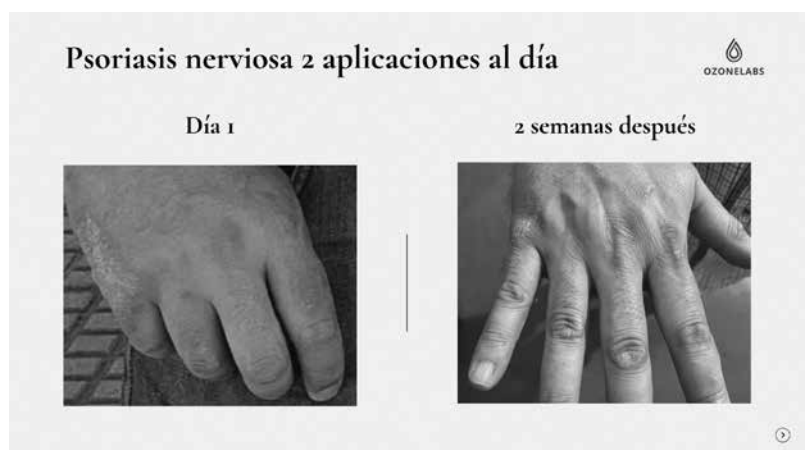 Psoriasis nerviosa 2 aplicaciones al día
OZONELABS
Día 1
2 semanas después